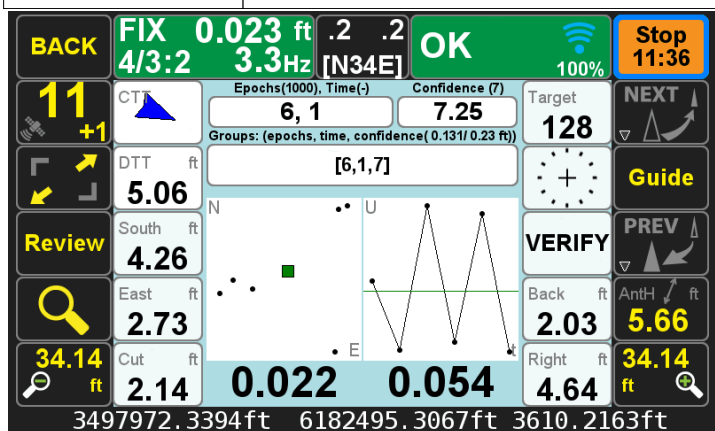 BACK
FIX 0.023 ft
4/3:2 3.3Hz
.2 .2
[N34E]
OK
100%
Stop
11:36
11
+1
CTT
Epochs(1000), Time(-)
6, 1
Confidence (7)
7.25
Target
128
NEXT
Groups: (epochs, time, confidence( 0.131/ 0.23 ft))
[6,1,7]
DTT ft
5.06
Guide
Review
South ft
4.26
N
E
U
t
VERIFY
PREV
East ft
2.73
Back ft
2.03
AntH ft
5.66
34.14
ft
Cut ft
2.14
0.022
0.054
Right ft
4.64
34.14
ft
3497972.3394ft 6182495.3067ft 3610.2163ft